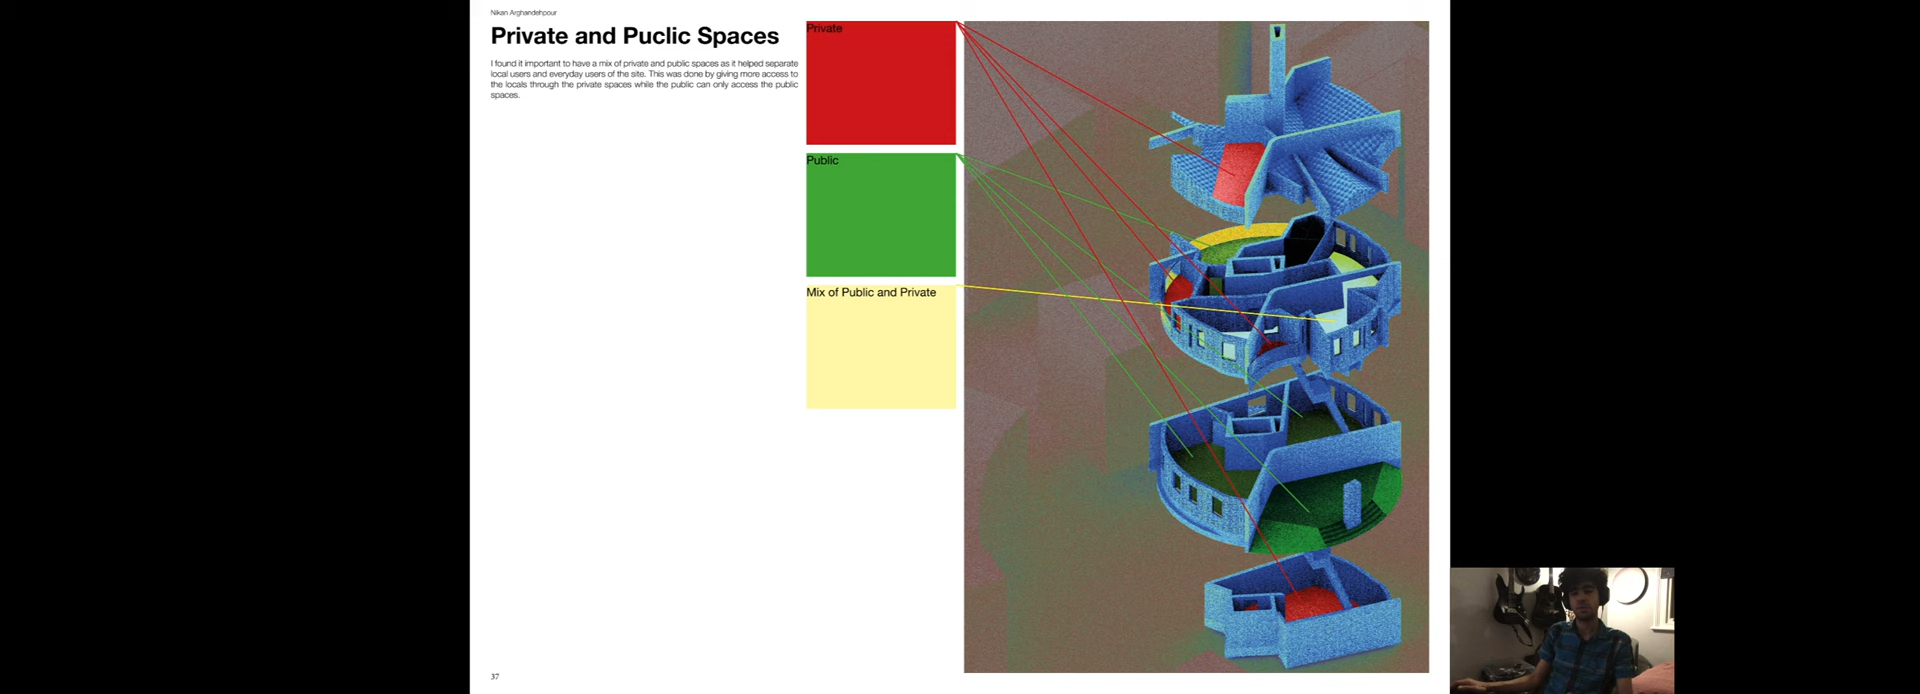 Nikan Arghandehpour
Private and Puclic Spaces
I found it important to have a mix of private and public spaces as it helped separate
local users and everyday users of the site. This was done by giving more access to
the locals through the private spaces while the public can only access the public
spaces.
Private
Public
Mix of Public and Private
37